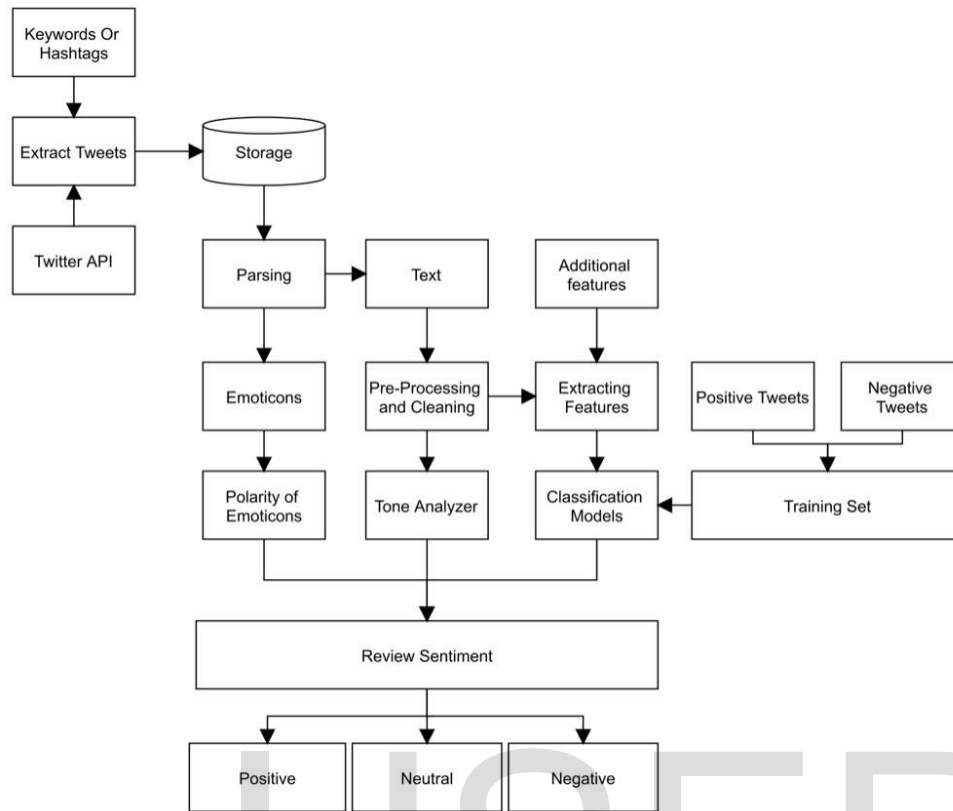 Keywords Or
Hashtags
Extract Tweets
Storage
Twitter API
Parsing
Text
Additional
features
Emoticons
Pre-Processing
and Cleaning
Extracting
Features
Positive Tweets
Negative
Tweets
Polarity of
Emoticons
Tone Analyzer
Classification
Models
Training Set
Review Sentiment
Positive
Neutral
Negative